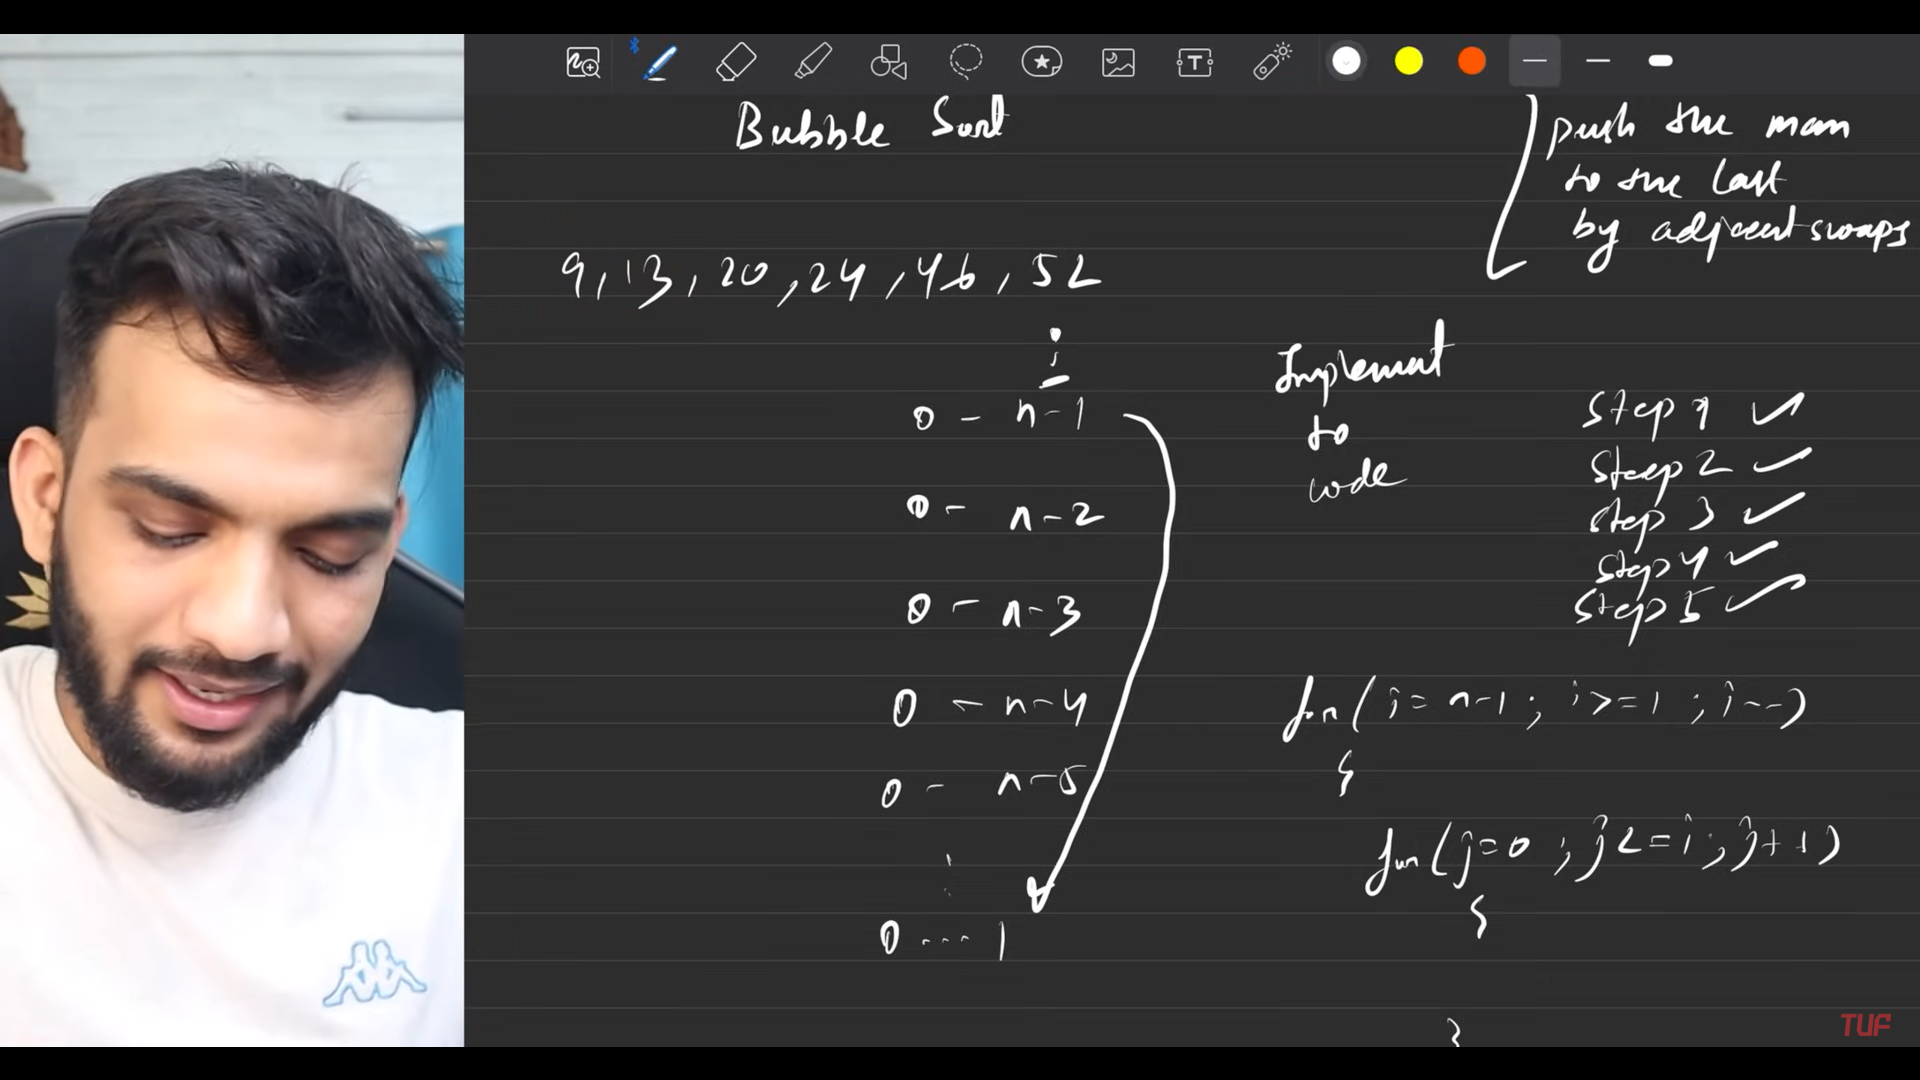 Bubble Sort
push the max
to the last
by adjacent swaps
9, 13, 20, 24, 46, 52
i
0 - n-1
0 - n-2
0 - n-3
0 - n-4
0 - n-5
0 --- 1
Implement
to
code
Step 1 ✓
Steep 2 ✓
Step 3 ✓
Step 4 ✓
Step 5 ✓
for( i = n-1 ; i >= 1 ; i--)
{
for( j=0 ; j <= i ; j++)
{
}
T
TUF